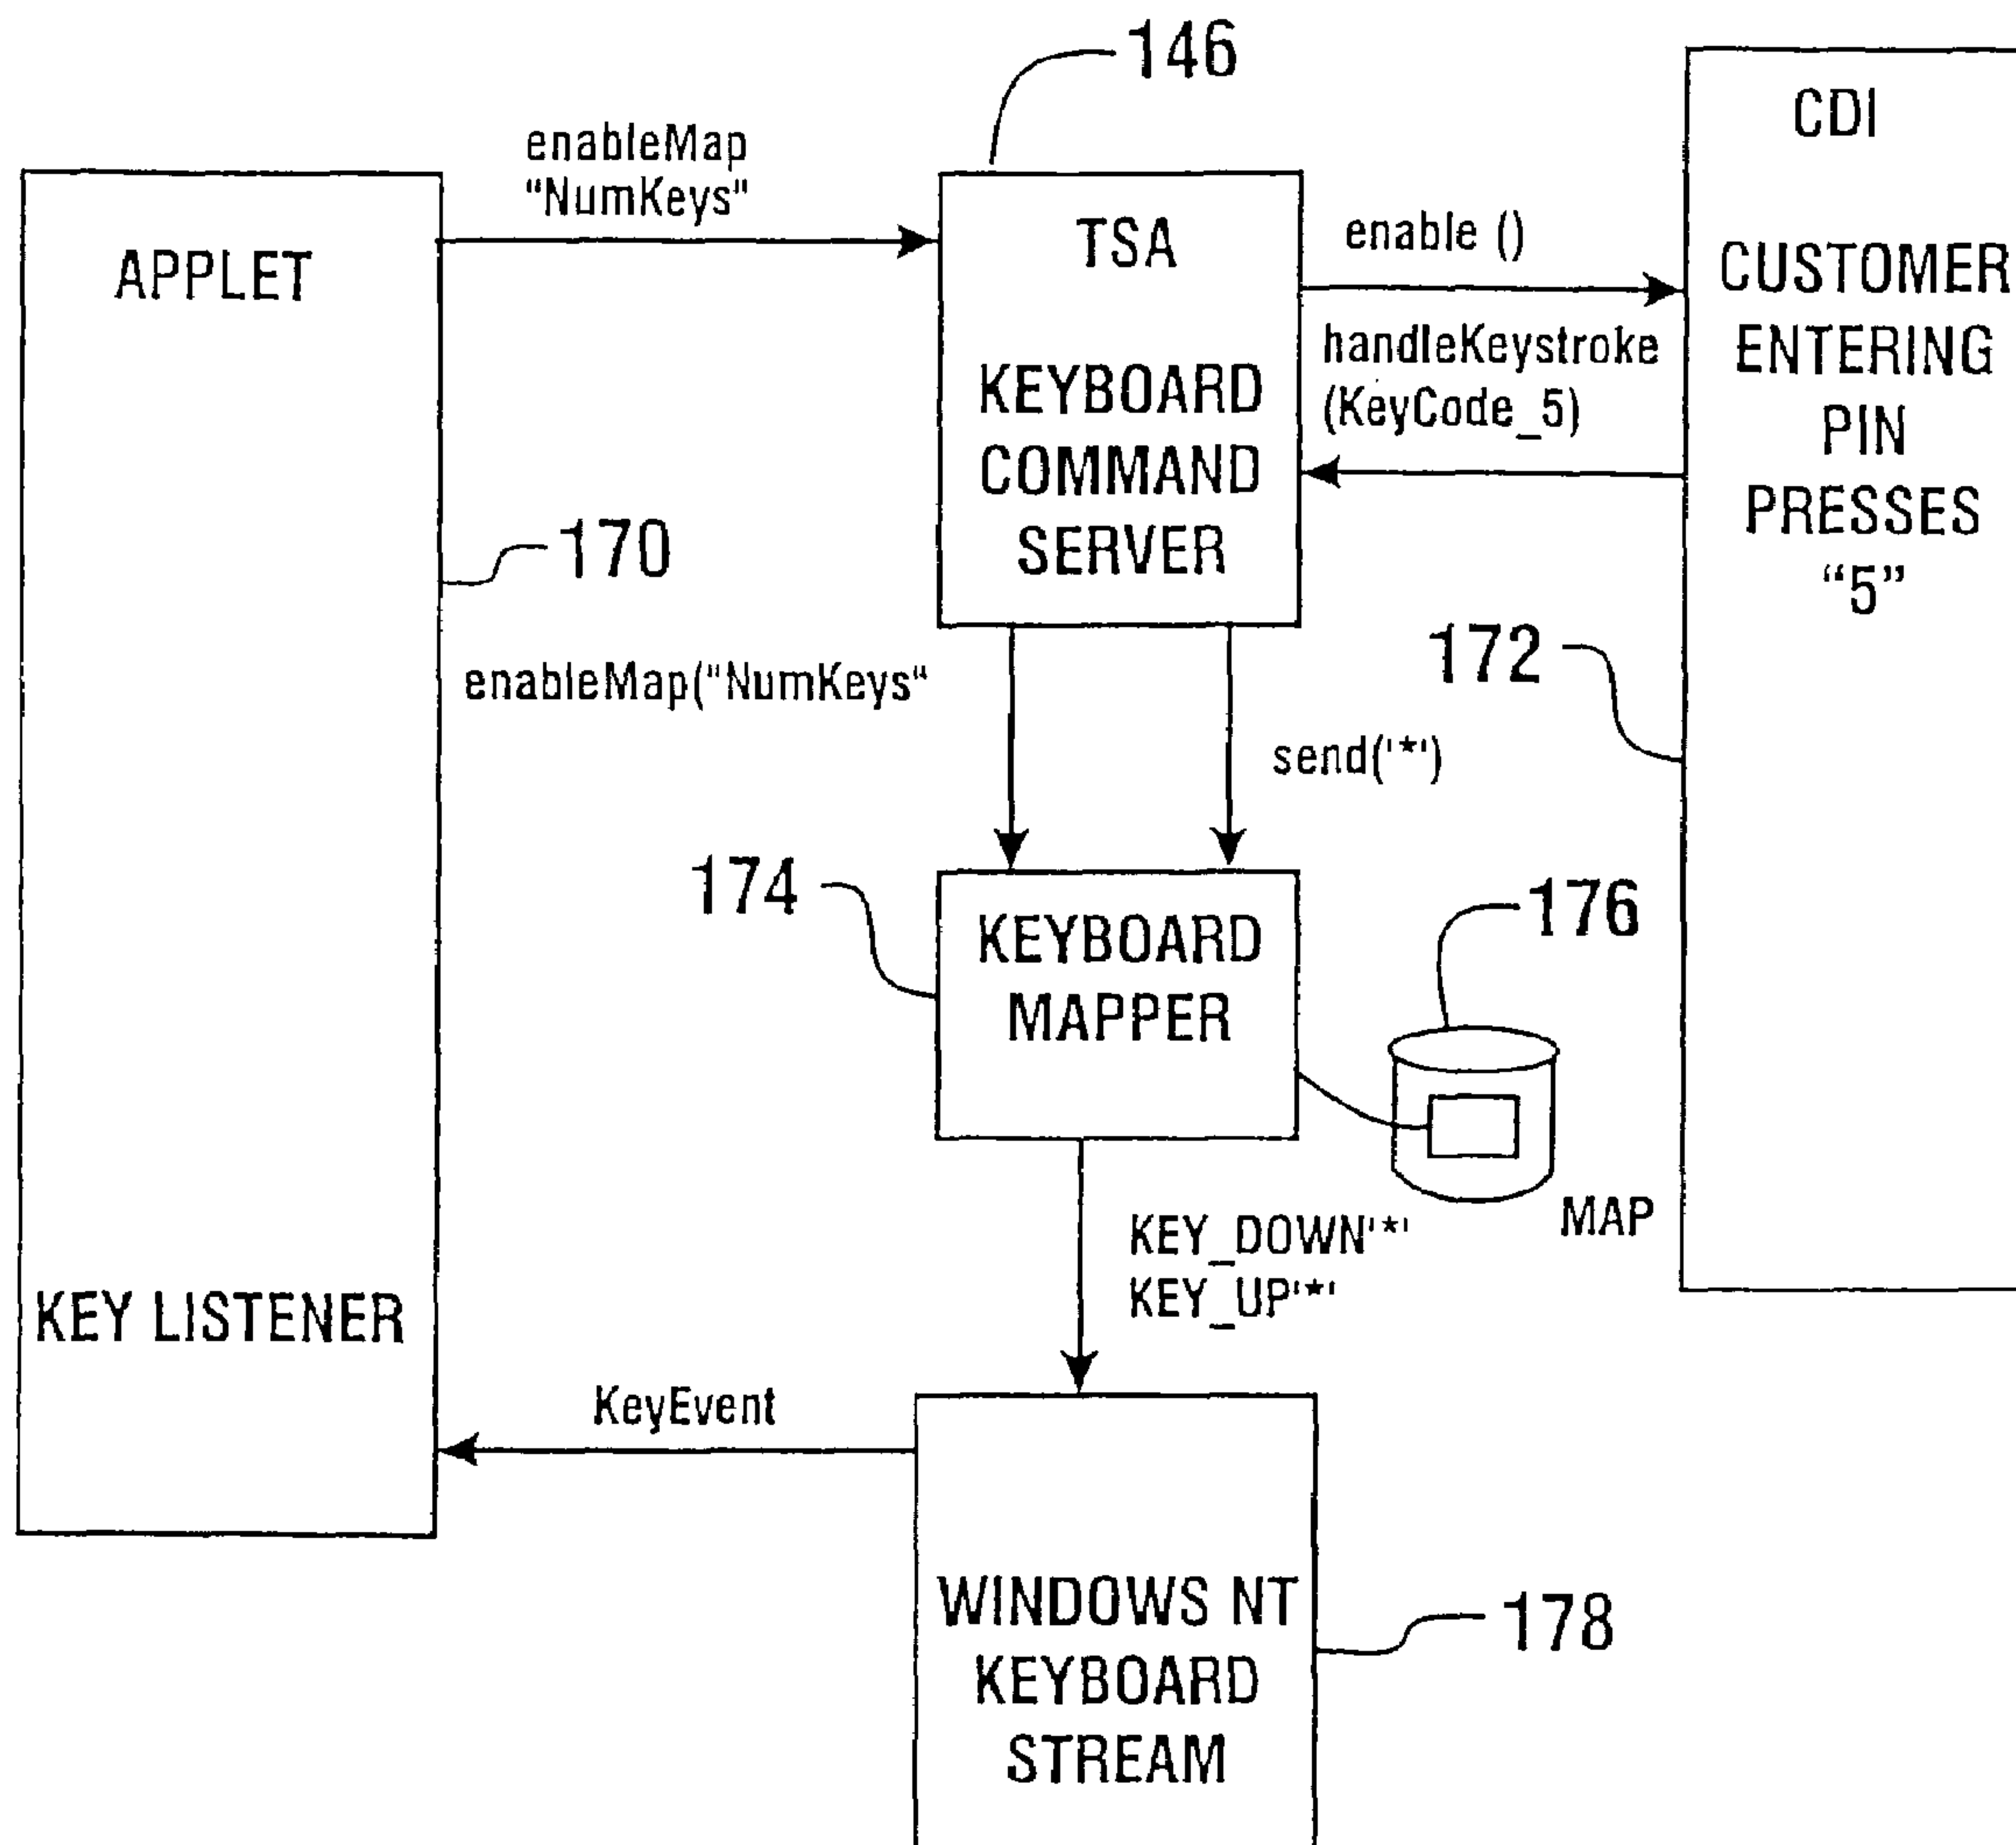 146
enableMap
"NumKeys"
APPLET
TSA
KEYBOARD
COMMAND
SERVER
enable ()
handleKeystroke
(KeyCode_5)
CDI
CUSTOMER
ENTERING
PIN
PRESSES
“5”
170
172
enableMap("NumKeys"
send('*')
174
KEYBOARD
MAPPER
176
MAP
KEY_DOWN'*'
KEY_UP'*'
KEY LISTENER
KeyEvent
WINDOWS NT
KEYBOARD
STREAM
178